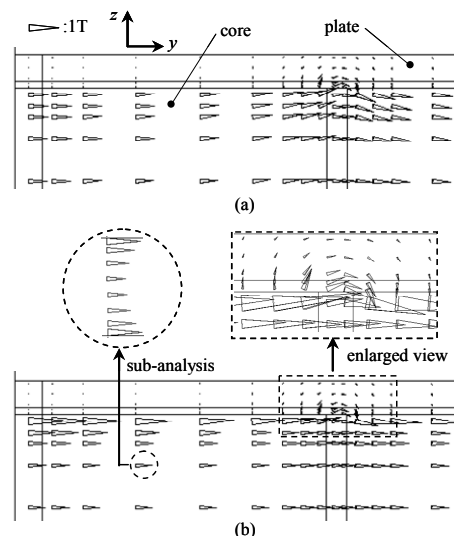 z
:1T
y
core
plate
(a)
sub-analysis
enlarged view
(b)